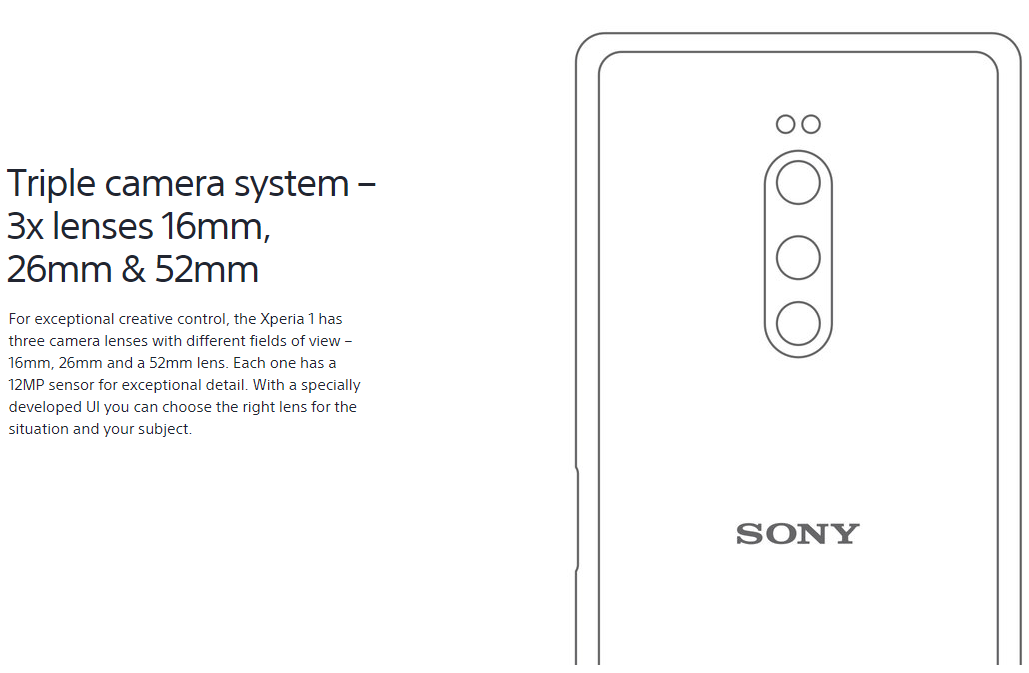 Triple camera system –
3x lenses 16mm,
26mm & 52mm
For exceptional creative control, the Xperia 1 has
three camera lenses with different fields of view –
16mm, 26mm and a 52mm lens. Each one has a
12MP sensor for exceptional detail. With a specially
developed UI you can choose the right lens for the
situation and your subject.
SONY